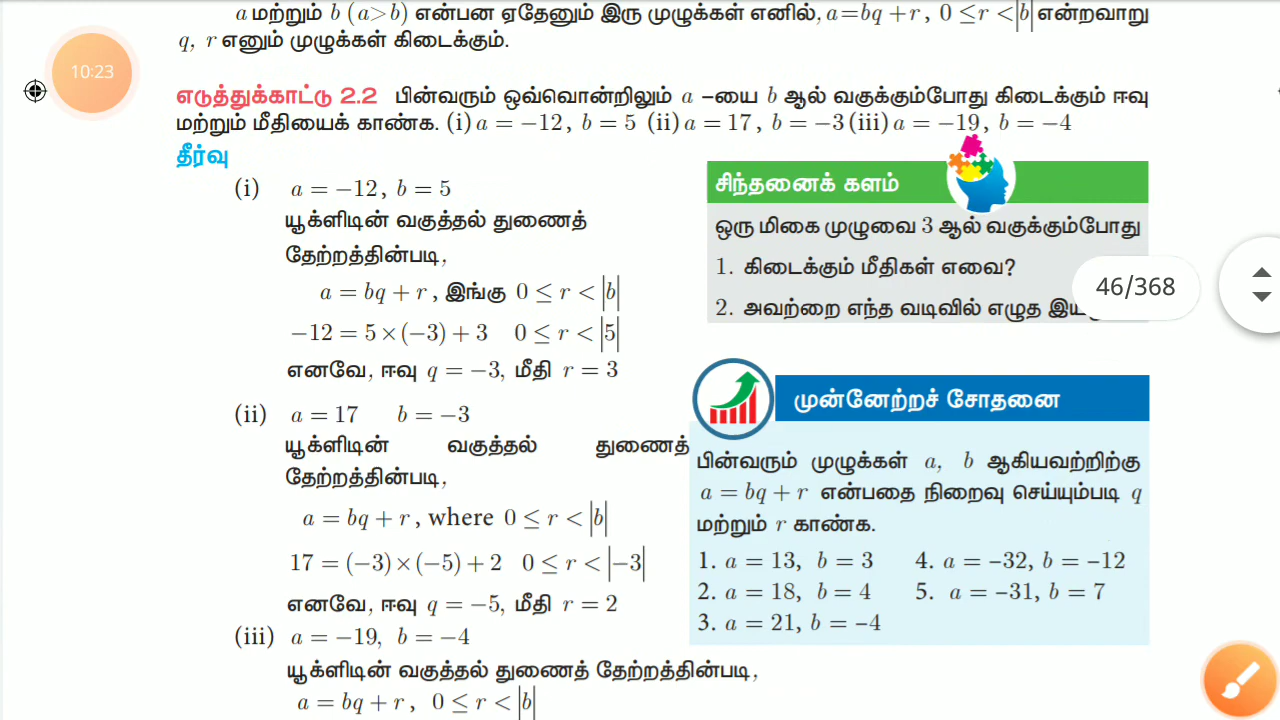 a மற்றும் b (a>b) என்பன ஏதேனும் இரு முழுக்கள் எனில், a=bq +r , 0 ≤r <|b| என்றவாறு
q, r எனும் முழுக்கள் கிடைக்கும்.
10:23
எடுத்துக்காட்டு 2.2 பின்வரும் ஒவ்வொன்றிலும் a –யை b ஆல் வகுக்கும்போது கிடைக்கும் ஈவு
மற்றும் மீதியைக் காண்க. (i) a = −12 , b = 5 (ii) a = 17 , b = −3 (iii) a = −19 , b = −4
தீர்வு
(i) a = −12 , b = 5
யூக்ளிடின் வகுத்தல் துணைத்
தேற்றத்தின்படி,
a = bq + r , இங்கு 0 ≤ r < |b|
−12 = 5 × (−3) + 3 0 ≤ r < |5|
எனவே, ஈவு q = −3, மீதி r = 3
(ii) a = 17 b = −3
யூக்ளிடின் வகுத்தல் துணைத்
தேற்றத்தின்படி,
a = bq + r , where 0 ≤ r < |b|
17 = (−3) × (−5) + 2 0 ≤ r < |−3|
எனவே, ஈவு q = −5, மீதி r = 2
(iii) a = −19, b = −4
யூக்ளிடின் வகுத்தல் துணைத் தேற்றத்தின்படி,
a = bq + r , 0 ≤ r < |b|
சிந்தனைக் களம்
ஒரு மிகை முழுவை 3 ஆல் வகுக்கும்போது
1. கிடைக்கும் மீதிகள் எவை?
2. அவற்றை எந்த வடிவில் எழுத
46/368
முன்னேற்றச் சோதனை
பின்வரும் முழுக்கள் a, b ஆகியவற்றிற்கு
a = bq + r என்பதை நிறைவு செய்யும்படி q
மற்றும் r காண்க.
1. a = 13, b = 3 4. a = −32, b = −12
2. a = 18, b = 4 5. a = −31, b = 7
3. a = 21, b = −4